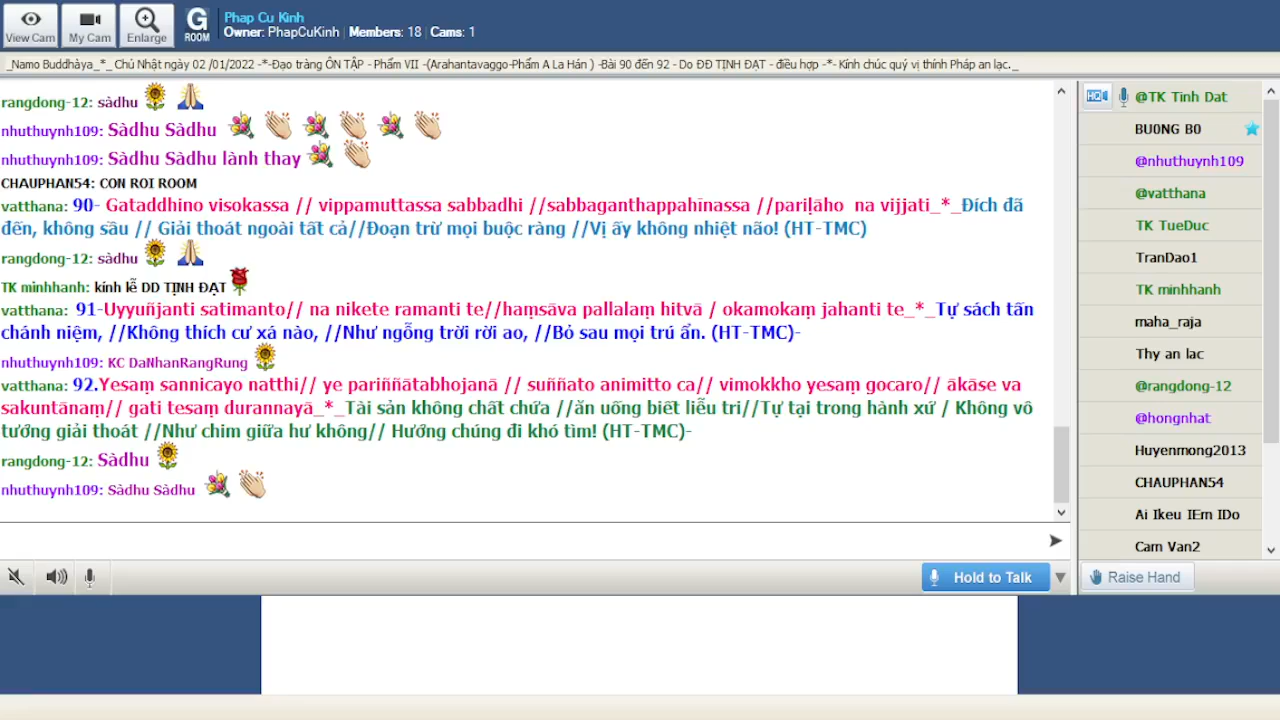 View Cam
My Cam
Enlarge
G
ROOM
Phap Cu Kinh
Owner: PhapCuKinh | Members: 18 | Cams: 1
_Namo Buddhàya_*_ Chủ Nhật ngày 02 /01/2022 -*-Đạo tràng ÔN TẬP - Phẩm VII -(Arahantavaggo-Phẩm A La Hán ) -Bài 90 đến 92 - Do ĐĐ TỊNH ĐẠT - điều hợp -*- Kính chúc quý vị thính Pháp an lạc._
rangdong-12: sàdhu
nhuthuynh109: Sàdhu Sàdhu
nhuthuynh109: Sàdhu Sàdhu lành thay
CHAUPHAN54: CON ROI ROOM
vatthana: 90- Gataddhino visokassa // vippamuttassa sabbadhi //sabbaganthappahinassa //pariḷāho na vijjati_*_Đích đã
đến, không sầu // Giải thoát ngoài tất cả//Đoạn trừ mọi buộc ràng //Vị ấy không nhiệt não! (HT-TMC)
rangdong-12: sàdhu
TK minhhanh: kính lễ DD TỊNH ĐẠT
vatthana: 91-Uyyuñjanti satimanto// na nikete ramanti te//haṃsāva pallalaṃ hitvā / okamokaṃ jahanti te_*_Tự sách tấn
chánh niệm, //Không thích cư xá nào, //Như ngỗng trời rời ao, //Bỏ sau mọi trú ẩn. (HT-TMC)-
nhuthuynh109: KC DaNhanRangRung
vatthana: 92.Yesaṃ sannicayo natthi// ye pariññātabhojanā // suññato animitto ca// vimokkho yesaṃ gocaro// ākāse va
sakuntānaṃ// gati tesaṃ durannayā_*_Tài sản không chất chứa //ăn uống biết liễu tri//Tự tại trong hành xứ / Không vô
tướng giải thoát //Như chim giữa hư không// Hướng chúng đi khó tìm! (HT-TMC)-
rangdong-12: Sàdhu
nhuthuynh109: Sàdhu Sàdhu
Hold to Talk
HQ
@TK Tinh Dat
BU0NG B0
@nhuthuynh109
@vatthana
TK TueDuc
TranDao1
TK minhhanh
maha_raja
Thy an lac
@rangdong-12
@hongnhat
Huyenmong2013
CHAUPHAN54
Ai Ikeu IEm IDo
Cam Van2
Raise Hand